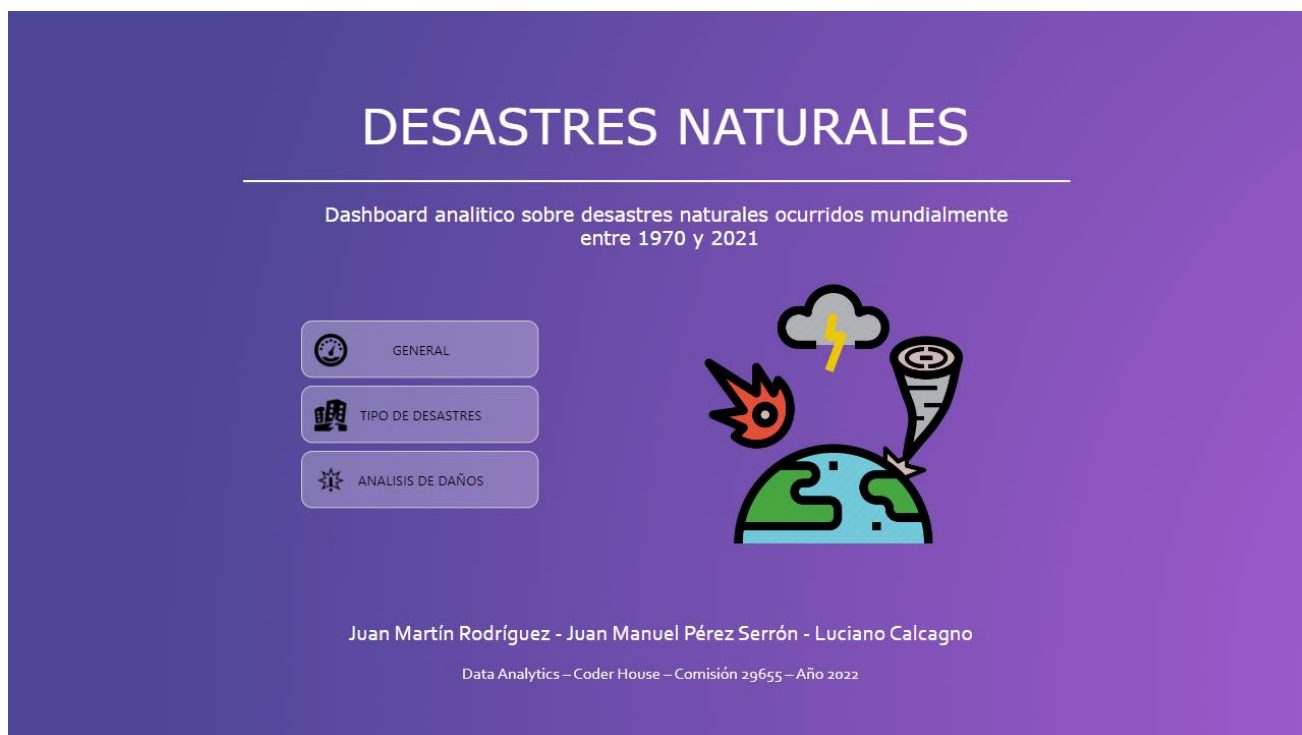 DESASTRES NATURALES
Dashboard analitico sobre desastres naturales ocurridos mundialmente
entre 1970 y 2021
GENERAL
TIPO DE DESASTRES
ANALISIS DE DAÑOS
Juan Martín Rodríguez - Juan Manuel Pérez Serrón - Luciano Calcagno
Data Analytics – Coder House – Comisión 29655 – Año 2022